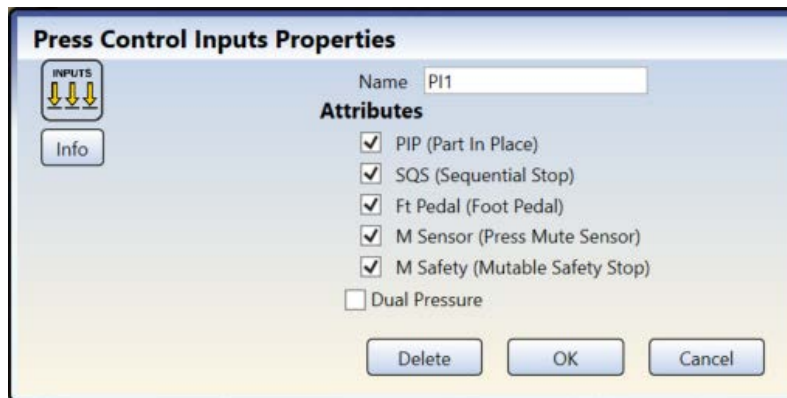 Press Control Inputs Properties
INPUTS
Info
Name PI1
Attributes
PIP (Part In Place)
SQS (Sequential Stop)
Ft Pedal (Foot Pedal)
M Sensor (Press Mute Sensor)
M Safety (Mutable Safety Stop)
Dual Pressure
Delete OK Cancel